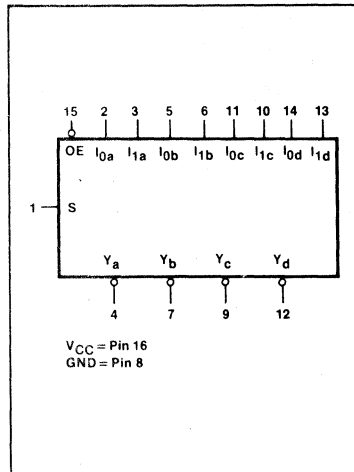 15 2 3 5 6 11 10 14 13
OE I0a I1a I0b I1b I0c I1c I0d I1d
1 S
Ya Yb Yc Yd
4 7 9 12
VCC = Pin 16
GND = Pin 8